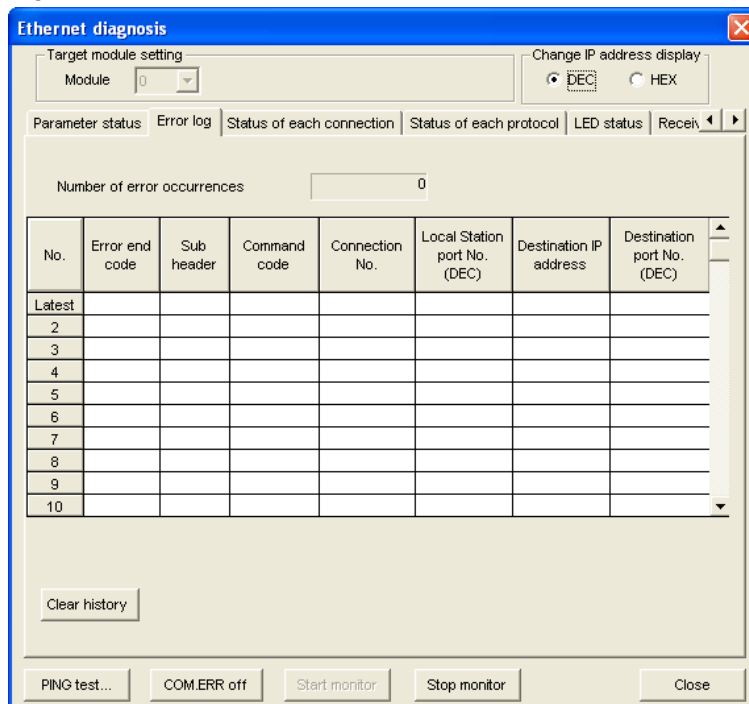 Ethernet diagnosis
Target module setting
Module 0
Change IP address display
DEC HEX
Parameter status Error log Status of each connection Status of each protocol LED status Receiv
Number of error occurrences 0
No. Error end code Sub header Command code Connection No. Local Station port No. (DEC) Destination IP address Destination port No. (DEC)
Latest
2
3
4
5
6
7
8
9
10
Clear history
PING test... COM.ERR off Start monitor Stop monitor Close